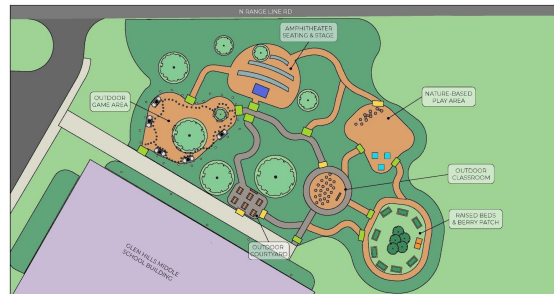 N RANGE LINE RD
AMPHITHEATER
SEATING & STAGE
OUTDOOR
GAME AREA
NATURE-BASED
PLAY AREA
OUTDOOR
CLASSROOM
RAISED BEDS
& BERRY PATCH
OUTDOOR
COURTYARD
GLEN HILLS MIDDLE
SCHOOL BUILDING